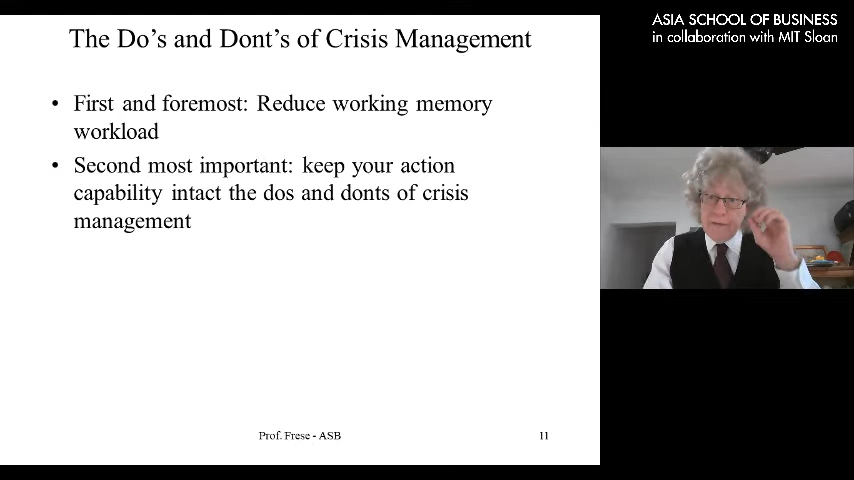 The Do's and Dont's of Crisis Management
• First and foremost: Reduce working memory
workload
• Second most important: keep your action
capability intact the dos and donts of crisis
management
Prof. Frese - ASB
11
ASIA SCHOOL OF BUSINESS
in collaboration with MIT Sloan